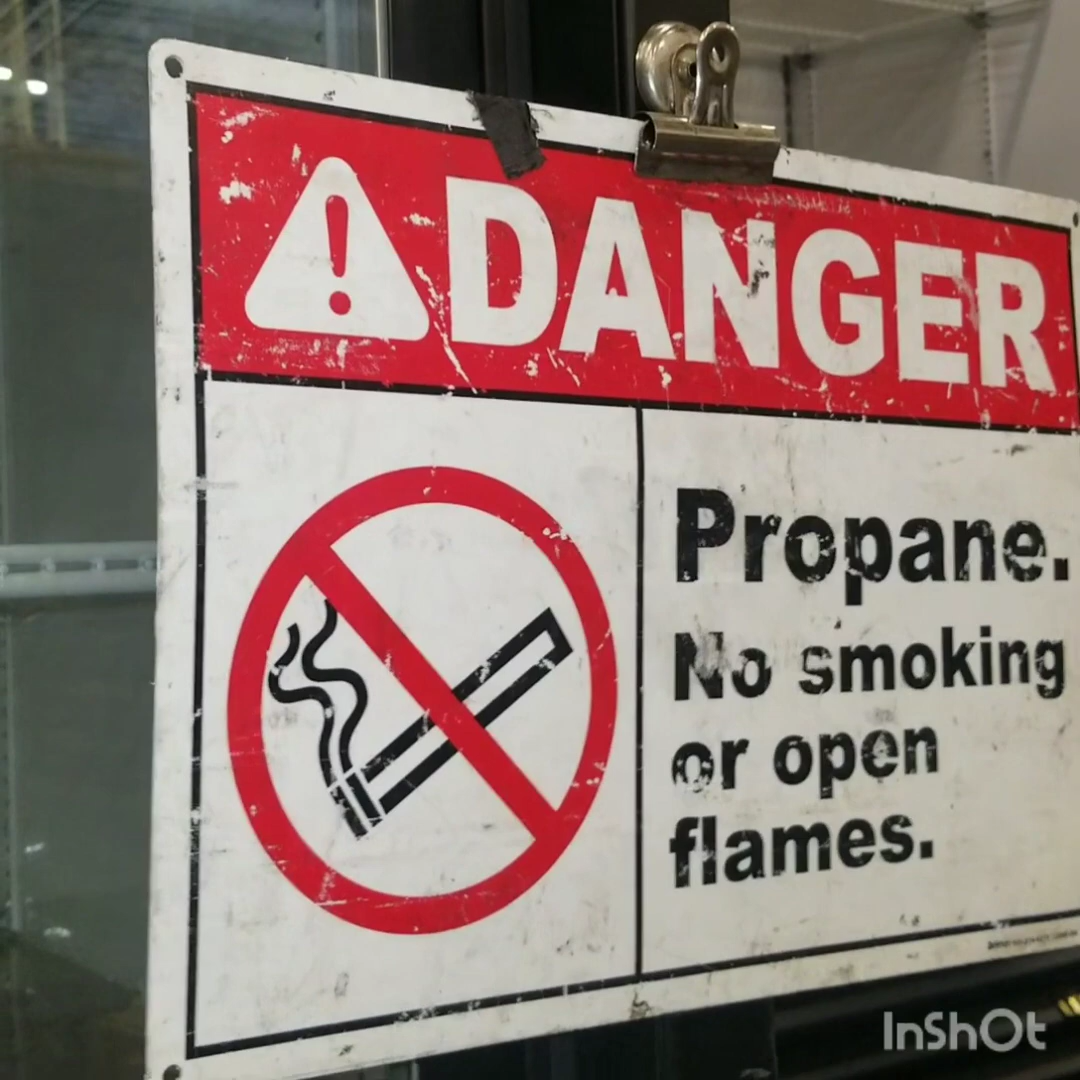 DANGER
Propane.
No smoking
or open
flames.
InShOt